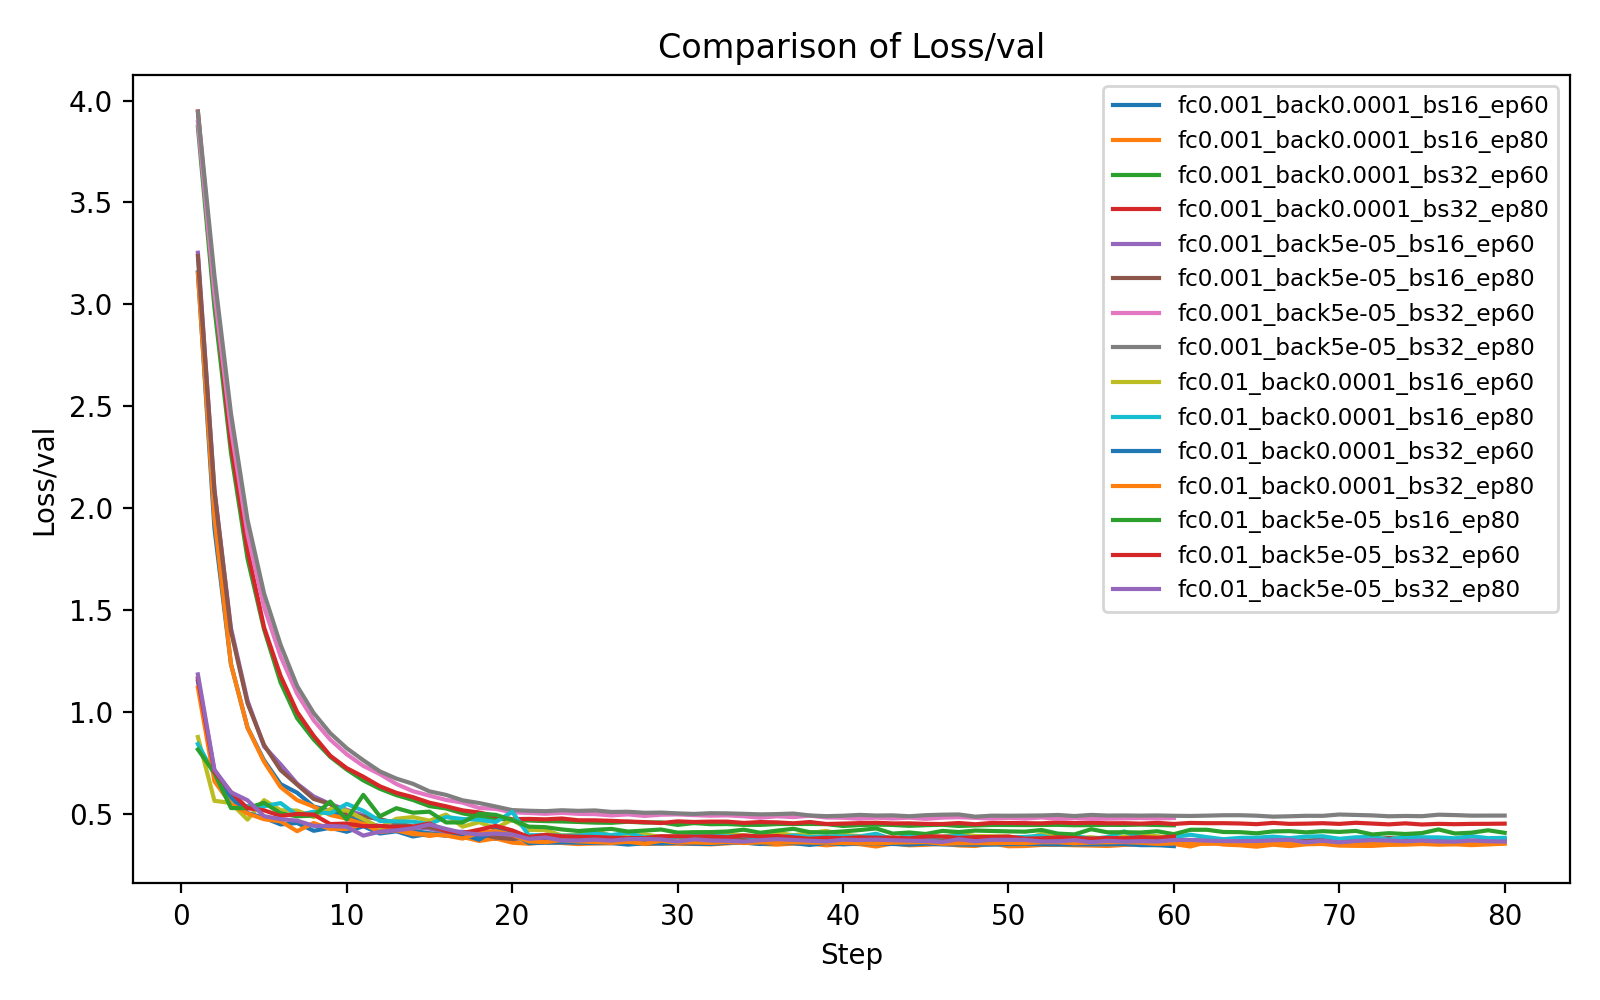 Comparison of Loss/val
4.0
3.5
3.0
2.5
2.0
1.5
1.0
0.5
Loss/val
fc0.001_back0.0001_bs16_ep60
fc0.001_back0.0001_bs16_ep80
fc0.001_back0.0001_bs32_ep60
fc0.001_back0.0001_bs32_ep80
fc0.001_back5e-05_bs16_ep60
fc0.001_back5e-05_bs16_ep80
fc0.001_back5e-05_bs32_ep60
fc0.001_back5e-05_bs32_ep80
fc0.01_back0.0001_bs16_ep60
fc0.01_back0.0001_bs16_ep80
fc0.01_back0.0001_bs32_ep60
fc0.01_back0.0001_bs32_ep80
fc0.01_back5e-05_bs16_ep80
fc0.01_back5e-05_bs32_ep60
fc0.01_back5e-05_bs32_ep80
0 10 20 30 40 50 60 70 80
Step